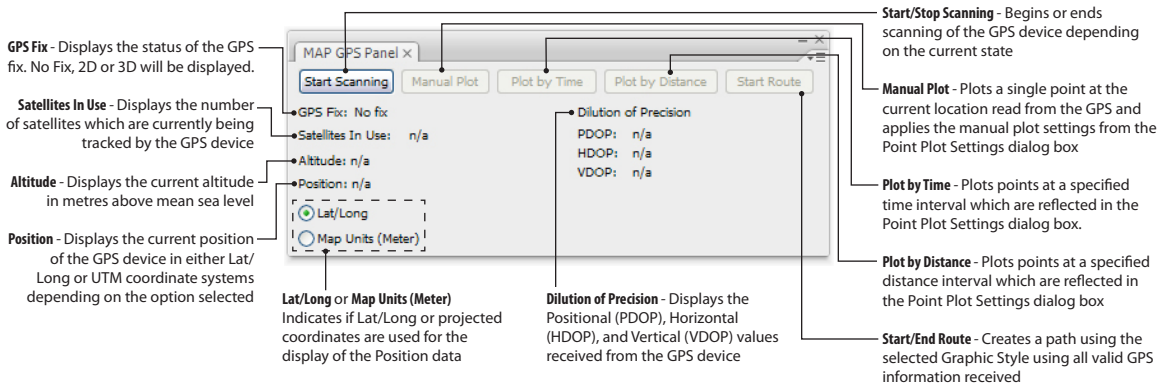 GPS Fix - Displays the status of the GPS
fix. No Fix, 2D or 3D will be displayed.
Satellites In Use - Displays the number
of satellites which are currently being
tracked by the GPS device
Altitude - Displays the current altitude
in metres above mean sea level
Position - Displays the current position
of the GPS device in either Lat/
Long or UTM coordinate systems
depending on the option selected
MAP GPS Panel ×
Start Scanning
Manual Plot
Plot by Time
Plot by Distance
Start Route
GPS Fix: No fix
Satellites In Use: n/a
Altitude: n/a
Position: n/a
Lat/Long
Map Units (Meter)
Dilution of Precision
PDOP: n/a
HDOP: n/a
VDOP: n/a
Lat/Long or Map Units (Meter)
Indicates if Lat/Long or projected
coordinates are used for the
display of the Position data
Dilution of Precision - Displays the
Positional (PDOP), Horizontal
(HDOP), and Vertical (VDOP) values
received from the GPS device
Start/Stop Scanning - Begins or ends
scanning of the GPS device depending
on the current state
Manual Plot - Plots a single point at the
current location read from the GPS and
applies the manual plot settings from the
Point Plot Settings dialog box
Plot by Time - Plots points at a specified
time interval which are reflected in the
Point Plot Settings dialog box.
Plot by Distance - Plots points at a specified
distance interval which are reflected in
the Point Plot Settings dialog box
Start/End Route - Creates a path using the
selected Graphic Style using all valid GPS
information received